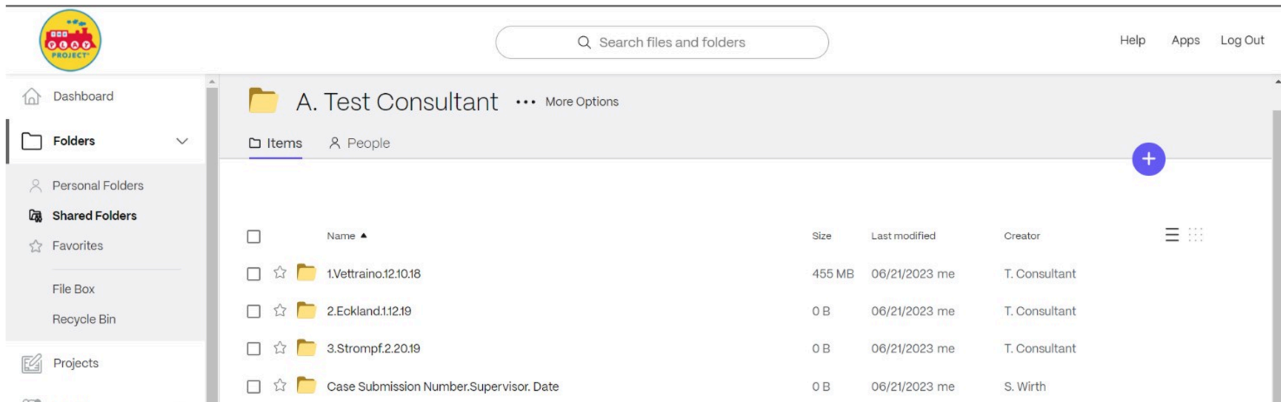 THE
PLAY
PROJECT
Search files and folders
Help Apps Log Out
Dashboard
A. Test Consultant ••• More Options
Folders
Items People
+
Personal Folders
Shared Folders
Name Size Last modified Creator
Favorites
1.Vettraino.12.10.18 455 MB 06/21/2023 me T. Consultant
File Box
2.Eckland.1.12.19 0 B 06/21/2023 me T. Consultant
Recycle Bin
3.Strompf.2.20.19 0 B 06/21/2023 me T. Consultant
Projects
Case Submission Number.Supervisor. Date 0 B 06/21/2023 me S. Wirth